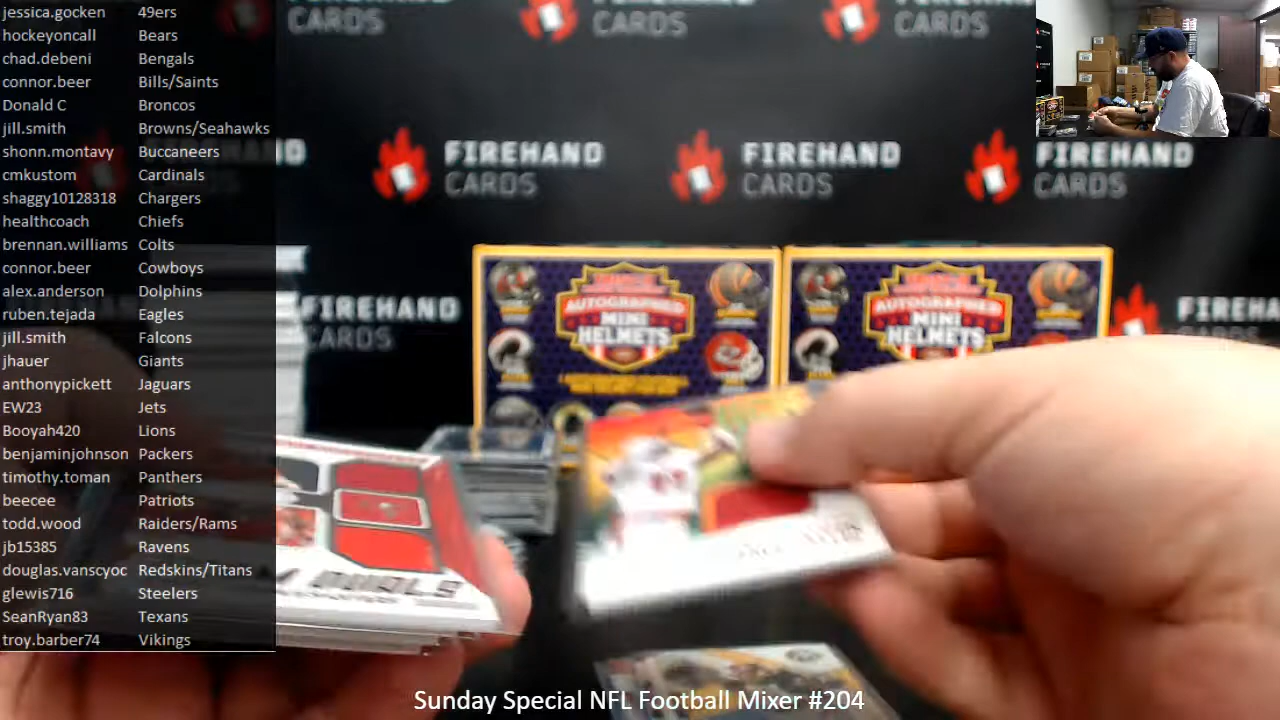 jessica.gocken 49ers
hockeyoncall Bears
chad.debeni Bengals
connor.beer Bills/Saints
Donald C Broncos
jill.smith Browns/Seahawks
shonn.montavy Buccaneers
cmkustom Cardinals
shaggy10128318 Chargers
healthcoach Chiefs
brennan.williams Colts
connor.beer Cowboys
alex.anderson Dolphins
ruben.tejada Eagles
jill.smith Falcons
jhauer Giants
anthonypickett Jaguars
EW23 Jets
Booyah420 Lions
benjaminjohnson Packers
timothy.toman Panthers
beecee Patriots
todd.wood Raiders/Rams
jb15385 Ravens
douglas.vanscyoc Redskins/Titans
glewis716 Steelers
SeanRyan83 Texans
troy.barber74 Vikings
CARDS
CARDS
CARDS
FIREHAND
CARDS
FIREHAND
CARDS
FIREHAND
CARDS
FIREHAND
CARDS
AUTOGRAPHED
MINI
HELMETS
AUTOGRAPHED
MINI
HELMETS
DUALS
Sunday Special NFL Football Mixer #204